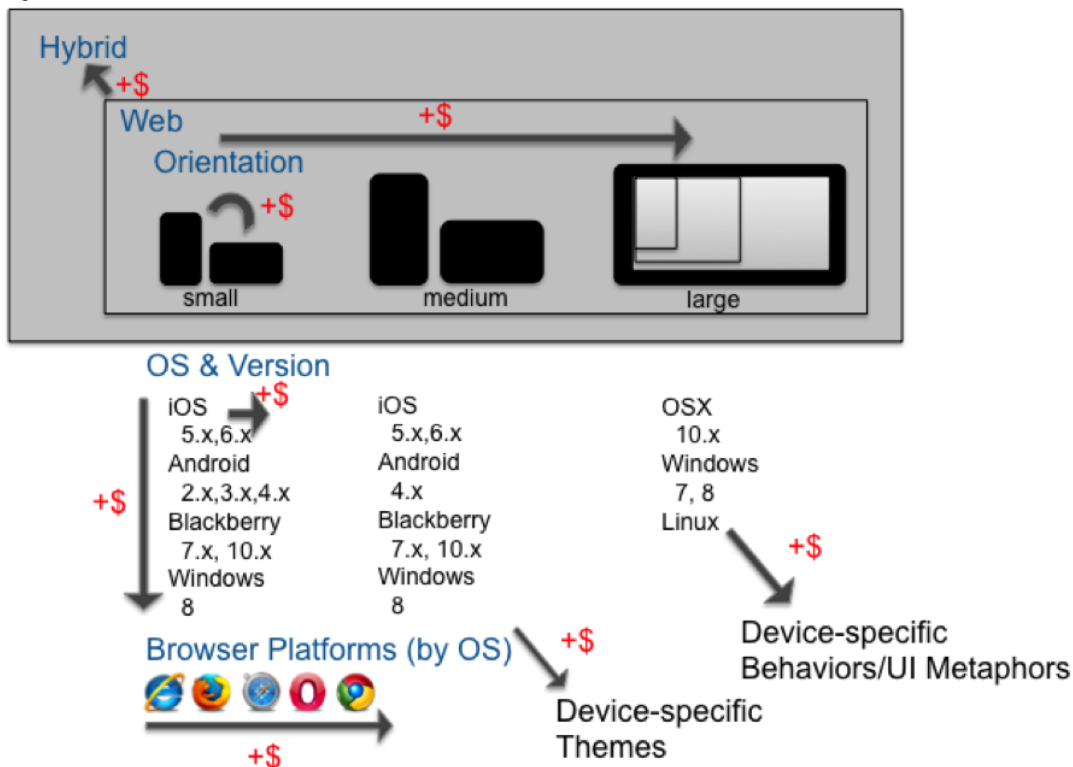 Hybrid
+$
Web
+$
Orientation
+$
small
medium
large
OS & Version
+$
iOS
5.x,6.x
Android
2.x,3.x,4.x
Blackberry
7.x, 10.x
Windows
8
+$
iOS
5.x,6.x
Android
4.x
Blackberry
7.x, 10.x
Windows
8
OSX
10.x
Windows
7, 8
Linux
+$
Device-specific
Behaviors/UI Metaphors
Browser Platforms (by OS)
+$
+$
Device-specific
Themes